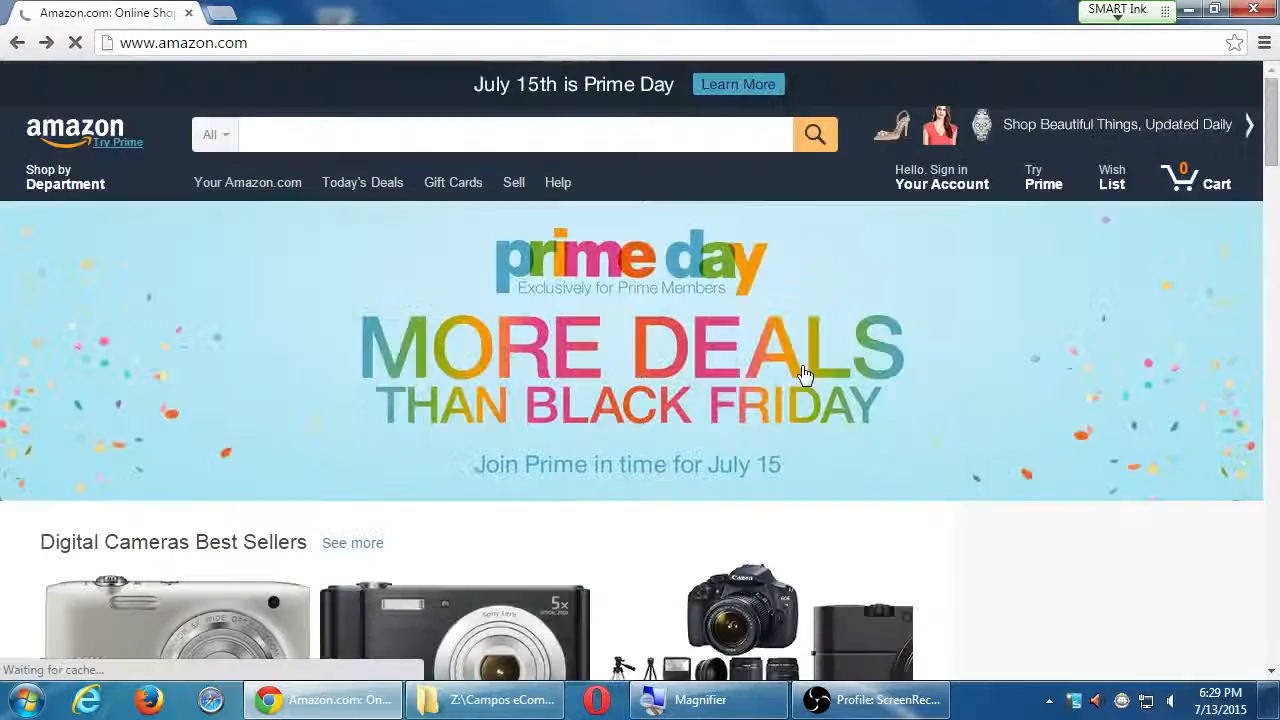 Amazon.com: Online Sho
SMART Ink
www.amazon.com
July 15th is Prime Day Learn More
amazon
Try Prime
All
Shop Beautiful Things, Updated Daily
Shop by
Department
Your Amazon.com Today's Deals Gift Cards Sell Help
Hello. Sign in
Your Account
Try
Prime
Wish
List
0
Cart
prime day
Exclusively for Prime Members
MORE DEALS
THAN BLACK FRIDAY
Join Prime in time for July 15
Digital Cameras Best Sellers See more
5x
Sony Lens
Canon
EOS
Waiting for cache...
Amazon.com: On...
Z:\Campos eCom...
Magnifier
Profile: ScreenRec...
6:29 PM
7/13/2015